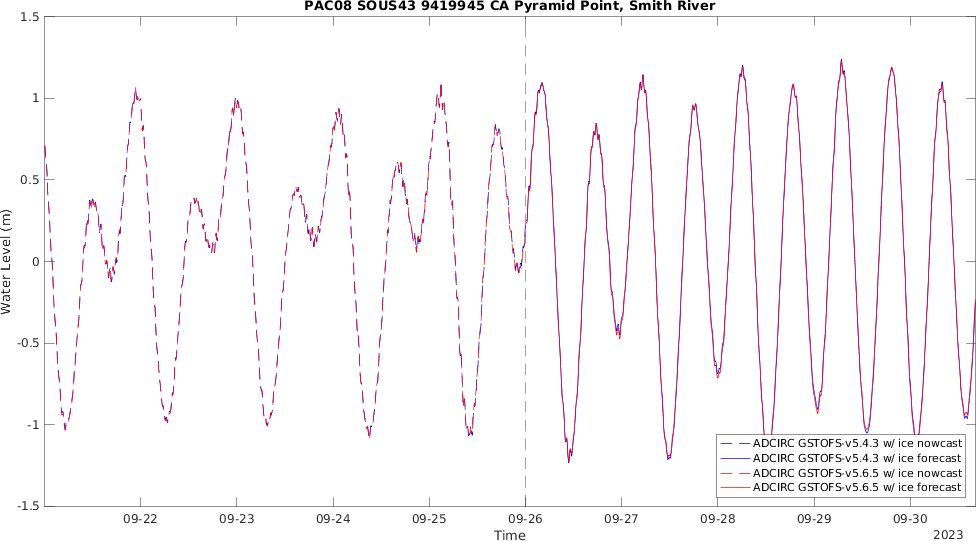 PAC08 SOUS43 9419945 CA Pyramid Point, Smith River
1.5
1
0.5
0
-0.5
-1
-1.5
Water Level (m)
ADCIRC GSTOFS-v5.4.3 w/ ice nowcast
ADCIRC GSTOFS-v5.4.3 w/ ice forecast
ADCIRC GSTOFS-v5.6.5 w/ ice nowcast
ADCIRC GSTOFS-v5.6.5 w/ ice forecast
09-22 09-23 09-24 09-25 09-26 09-27 09-28 09-29 09-30
Time
2023